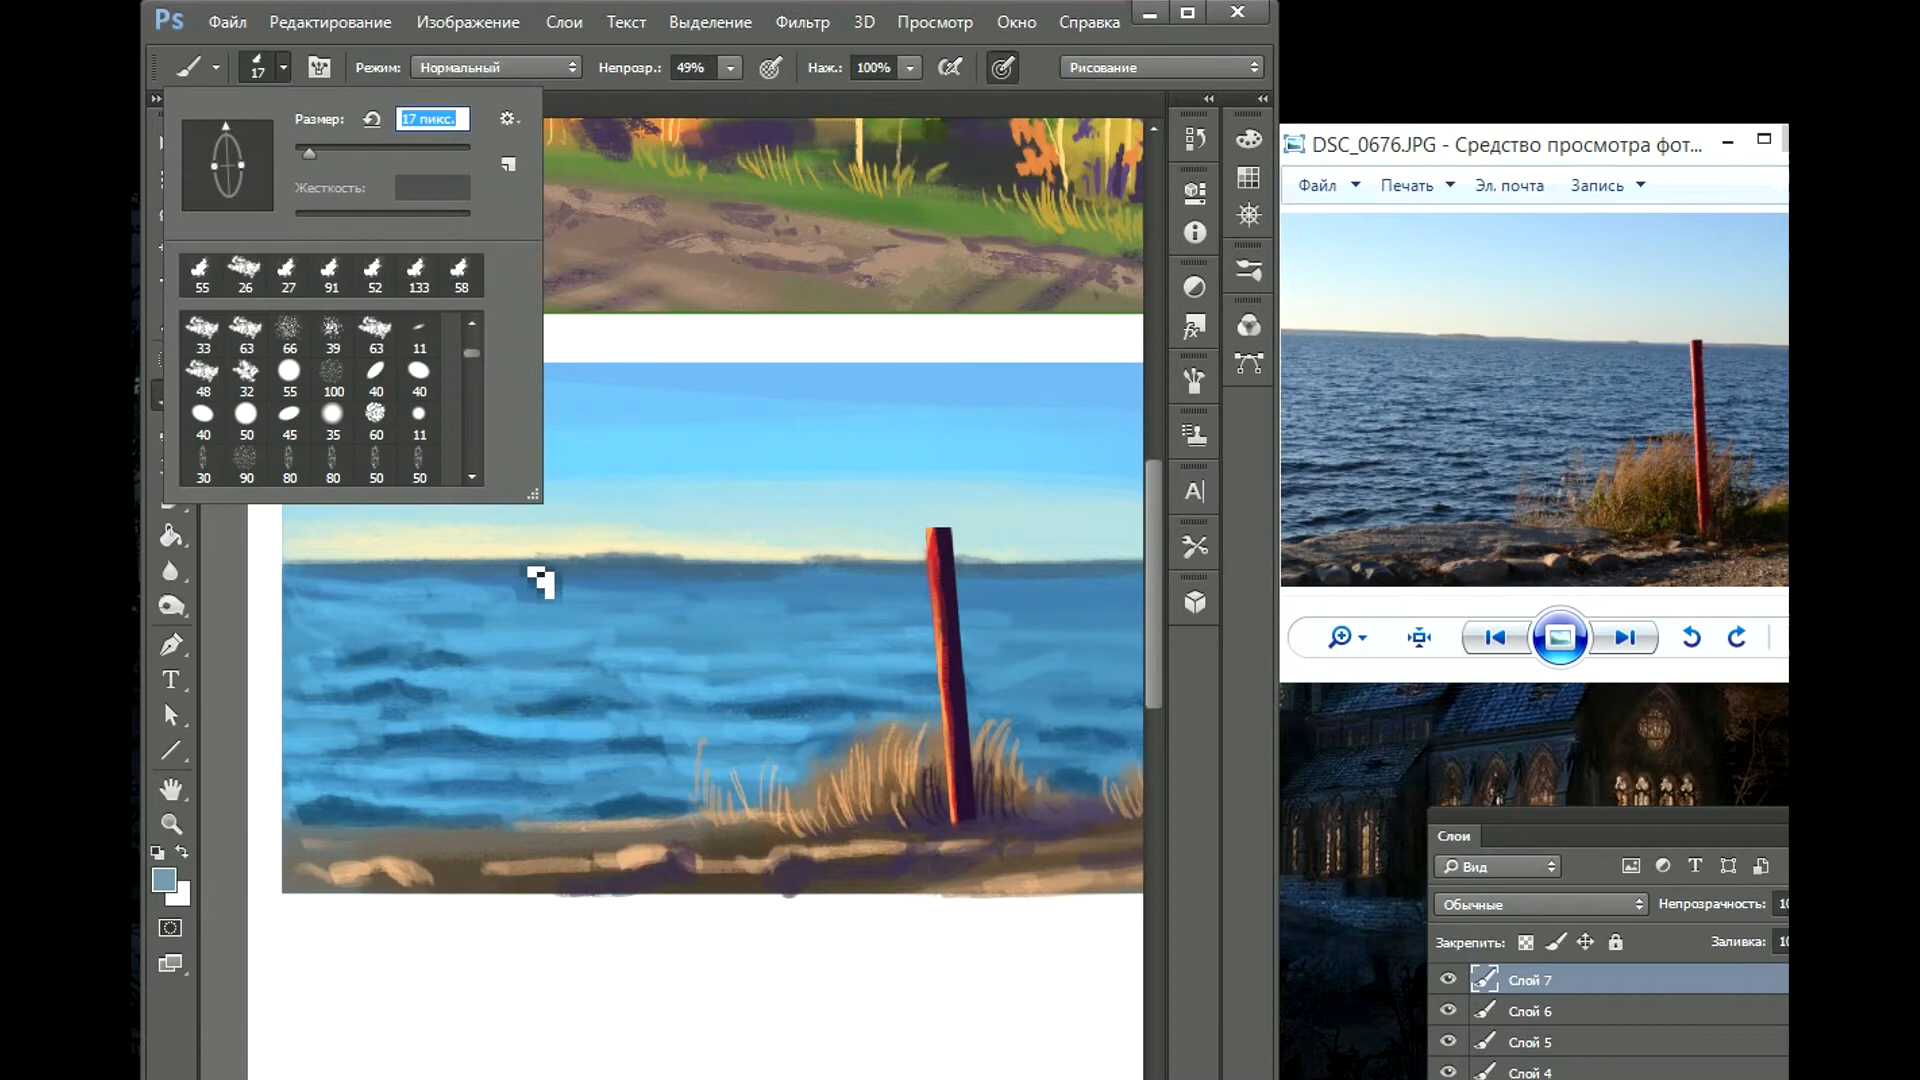 Ps Файл Редактирование Изображение Слои Текст Выделение Фильтр 3D Просмотр Окно Справка
17 Режим: Нормальный Непрозр.: 49% Наж.: 100% Рисование
Размер: 17 пикс.
Жесткость:
55 26 27 91 52 133 58
33 63 66 39 63 11
48 32 55 100 40 40
40 50 45 35 60 11
30 90 80 80 50 50
DSC_0676.JPG - Средство просмотра фот...
Файл Печать Эл. почта Запись
Слои
Вид
Обычные Непрозрачность: 10
Закрепить: Заливка: 10
Слой 7
Слой 6
Слой 5
Слой 4